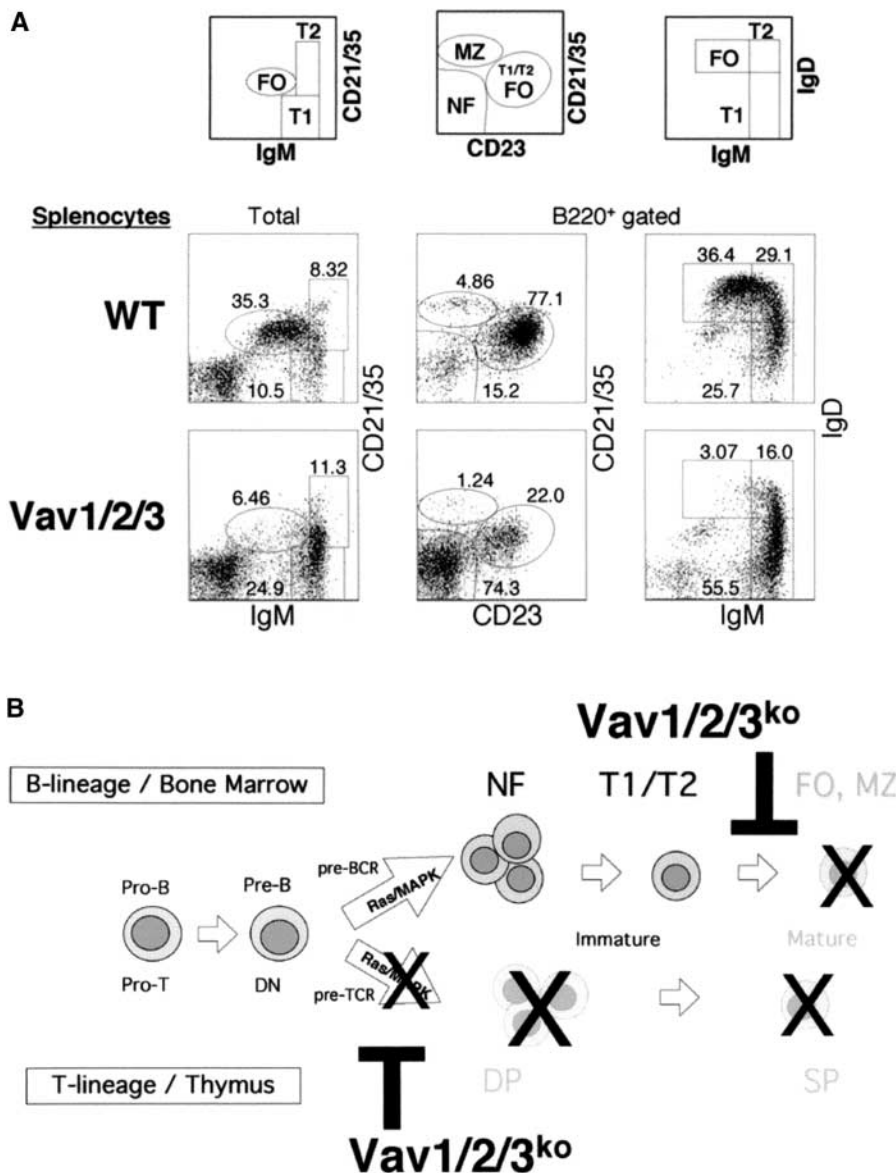 A
T2
FO
T1
CD21/35
IgM
MZ
T1/T2
FO
NF
CD21/35
CD23
T2
FO
T1
IgD
IgM
Splenocytes
Total
B220+ gated
WT
8.32
35.3
10.5
CD21/35
4.86
77.1
15.2
CD21/35
36.4 29.1
25.7
IgD
Vav1/2/3
11.3
6.46
24.9
IgM
1.24
22.0
74.3
CD23
3.07 16.0
55.5
IgM
B
Vav1/2/3ko
B-lineage / Bone Marrow
NF
T1/T2
FO, MZ
pre-BCR
Ras/MAPK
Pro-B
Pre-B
Pro-T
DN
Ras/MAPK
pre-TCR
Immature
Mature
T-lineage / Thymus
DP
SP
Vav1/2/3ko